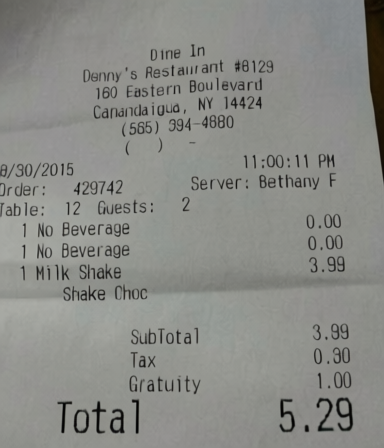 Dine In
Denny's Restaurant #8129
160 Eastern Boulevard
Canandaigua, NY 14424
(585) 394-4880
( ) -
8/30/2015 11:00:11 PM
Order: 429742 Server: Bethany F
Table: 12 Guests: 2
1 No Beverage 0.00
1 No Beverage 0.00
1 Milk Shake 3.99
Shake Choc
SubTotal 3.99
Tax 0.30
Gratuity 1.00
Total 5.29